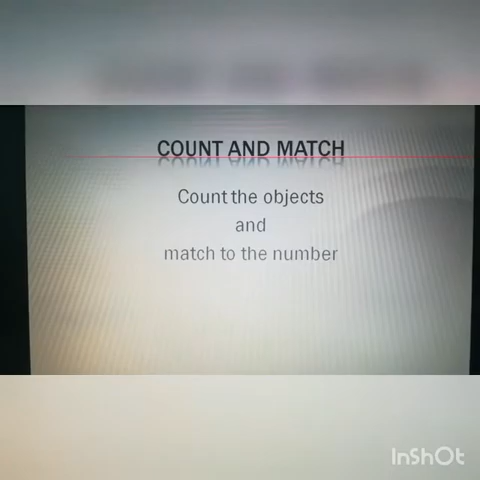 COUNT AND MATCH
Count the objects
and
match to the number
InShOt